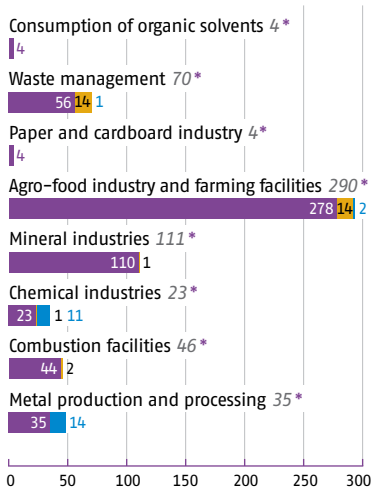 Consumption of organic solvents 4*
4
Waste management 70*
56 14 1
Paper and cardboard industry 4*
4
Agro-food industry and farming facilities 290*
278 14 2
Mineral industries 111*
110 1
Chemical industries 23*
23 1 11
Combustion facilities 46*
44 2
Metal production and processing 35*
35 14
0 50 100 150 200 250 300